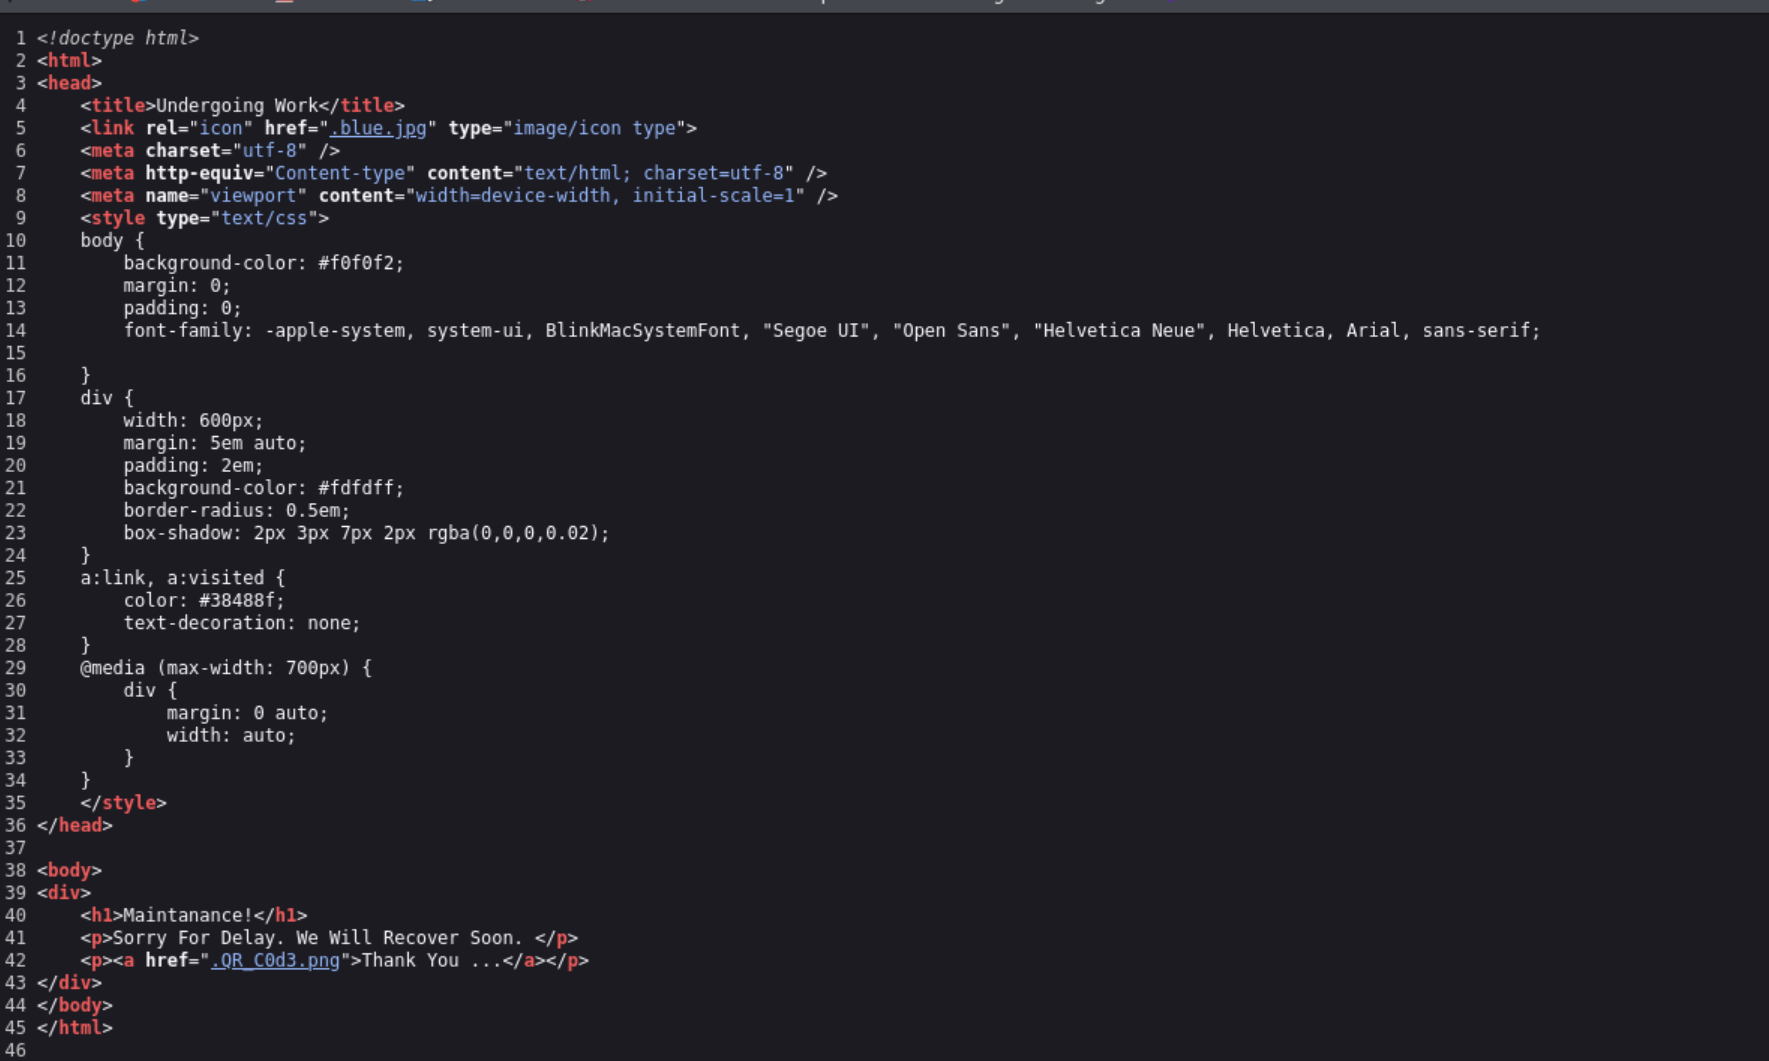 1 <!doctype html>
2 <html>
3 <head>
4     <title>Undergoing Work</title>
5     <link rel="icon" href=".blue.jpg" type="image/icon type">
6     <meta charset="utf-8" />
7     <meta http-equiv="Content-type" content="text/html; charset=utf-8" />
8     <meta name="viewport" content="width=device-width, initial-scale=1" />
9     <style type="text/css">
10     body {
11         background-color: #f0f0f2;
12         margin: 0;
13         padding: 0;
14         font-family: -apple-system, system-ui, BlinkMacSystemFont, "Segoe UI", "Open Sans", "Helvetica Neue", Helvetica, Arial, sans-serif;
15
16     }
17     div {
18         width: 600px;
19         margin: 5em auto;
20         padding: 2em;
21         background-color: #fdfdff;
22         border-radius: 0.5em;
23         box-shadow: 2px 3px 7px 2px rgba(0,0,0,0.02);
24     }
25     a:link, a:visited {
26         color: #38488f;
27         text-decoration: none;
28     }
29     @media (max-width: 700px) {
30         div {
31             margin: 0 auto;
32             width: auto;
33         }
34     }
35     </style>
36 </head>
37
38 <body>
39 <div>
40     <h1>Maintanance!</h1>
41     <p>Sorry For Delay. We Will Recover Soon. </p>
42     <p><a href=".QR_C0d3.png">Thank You ...</a></p>
43 </div>
44 </body>
45 </html>
46